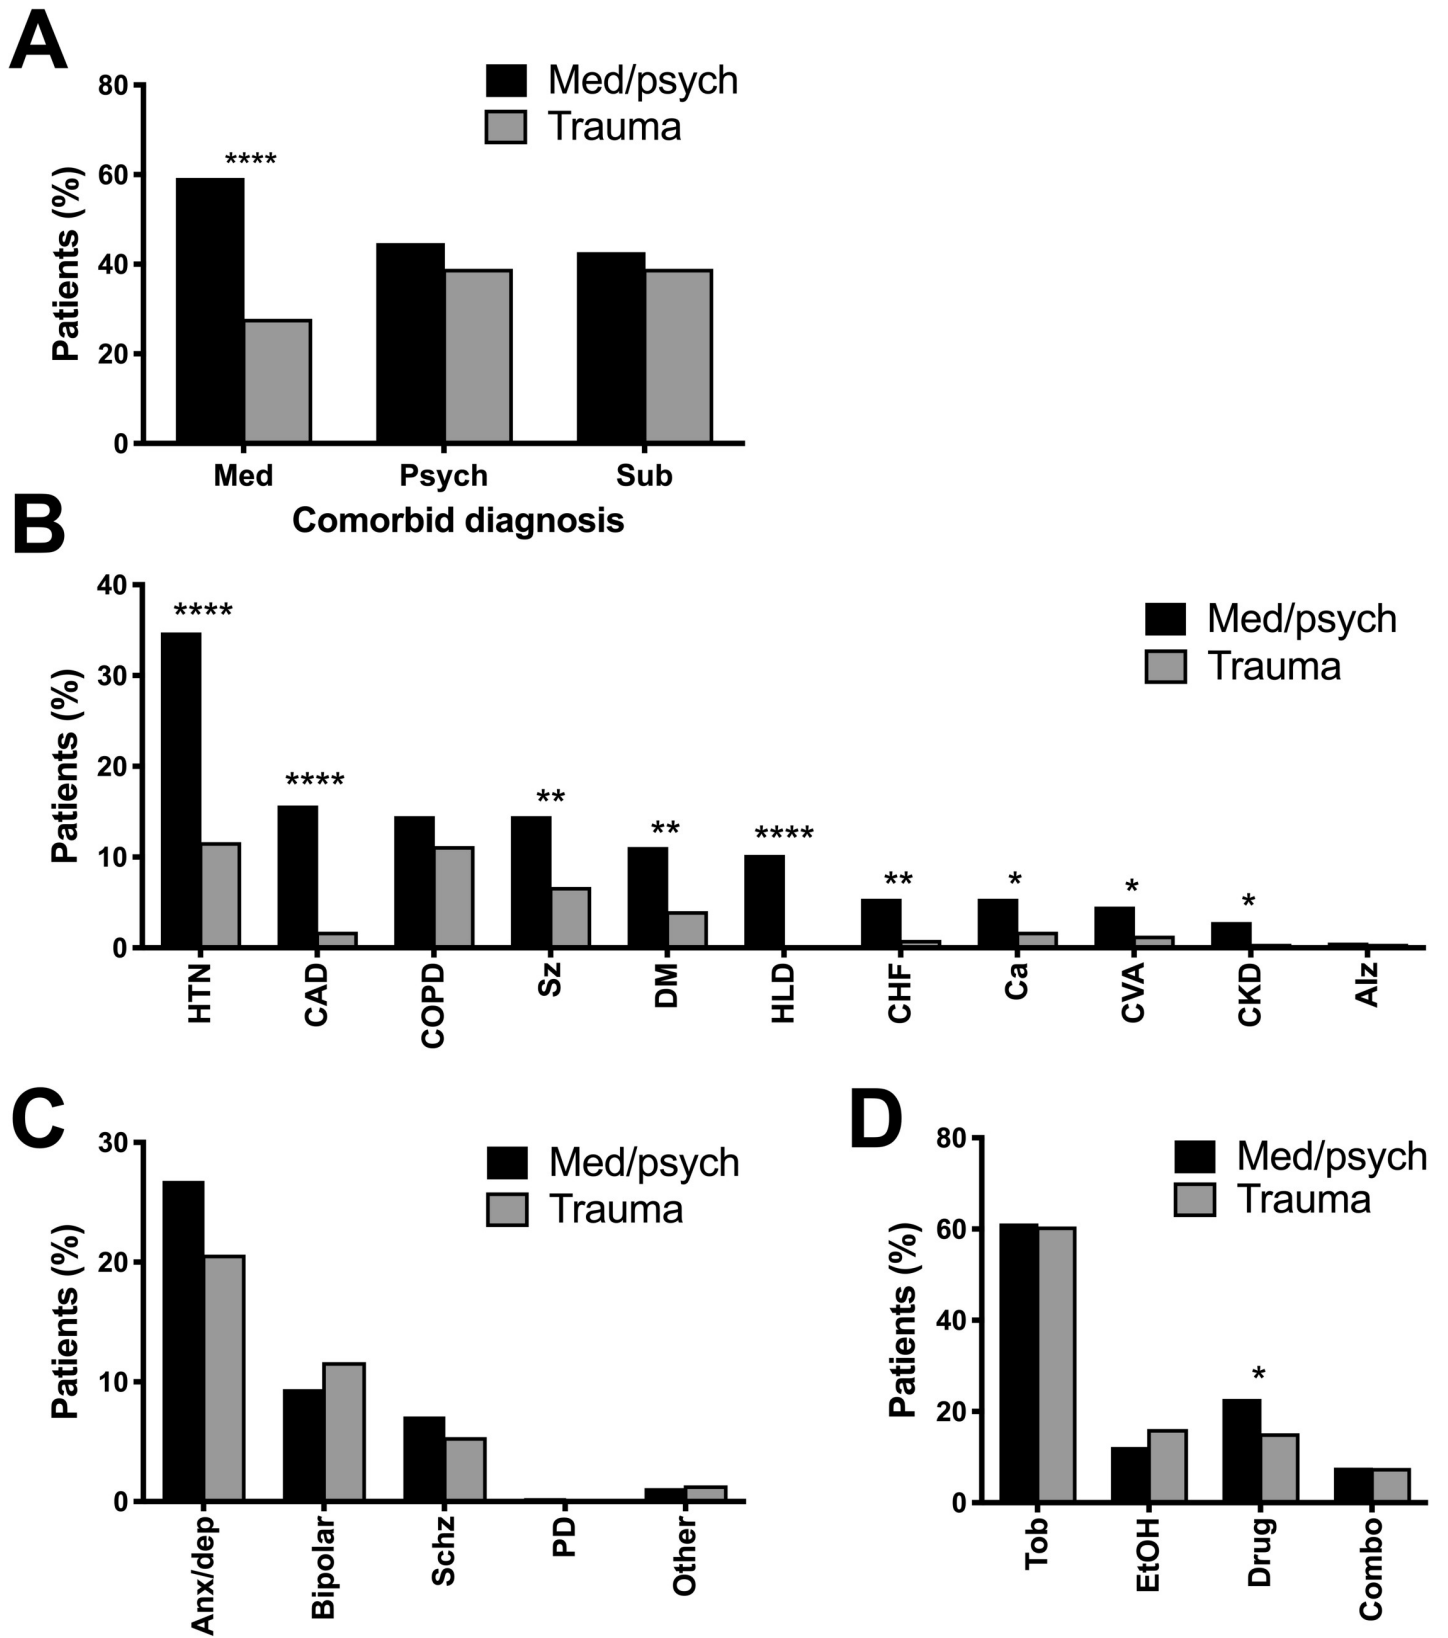 A
Patients (%)
80
60
40
20
0
Med/psych
Trauma
****
Med
Psych
Sub
Comorbid diagnosis
B
Patients (%)
40
30
20
10
0
Med/psych
Trauma
****
****
**
**
****
**
*
*
*
HTN
CAD
COPD
Sz
DM
HLD
CHF
Ca
CVA
CKD
Alz
C
Patients (%)
30
20
10
0
Med/psych
Trauma
Anx/dep
Bipolar
Schz
PD
Other
D
Patients (%)
80
60
40
20
0
Med/psych
Trauma
*
Tob
EtOH
Drug
Combo